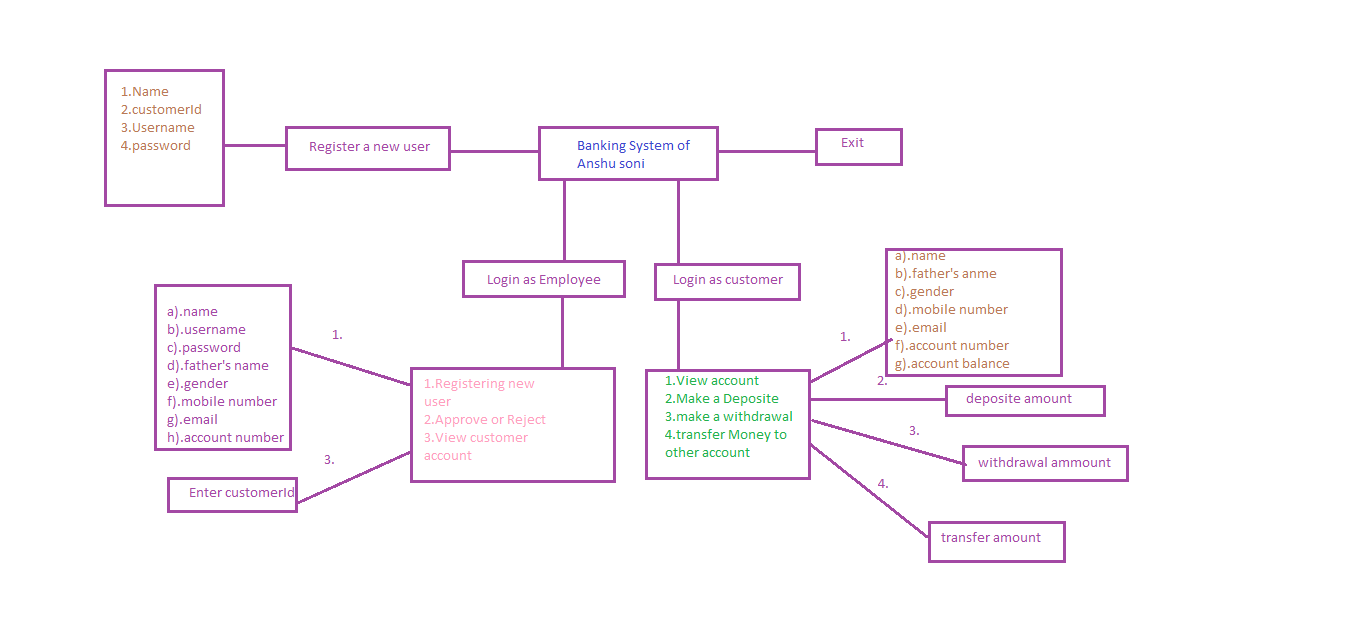 1.Name
2.customerId
3.Username
4.password
Register a new user
Banking System of
Anshu soni
Exit
Login as Employee
Login as customer
a).name
b).username
c).password
d).father's name
e).gender
f).mobile number
g).email
h).account number
1.
3.
Enter customerId
1.Registering new
user
2.Approve or Reject
3.View customer
account
1.View account
2.Make a Deposite
3.make a withdrawal
4.transfer Money to
other account
1.
2.
3.
4.
a).name
b).father's anme
c).gender
d).mobile number
e).email
f).account number
g).account balance
deposite amount
withdrawal ammount
transfer amount